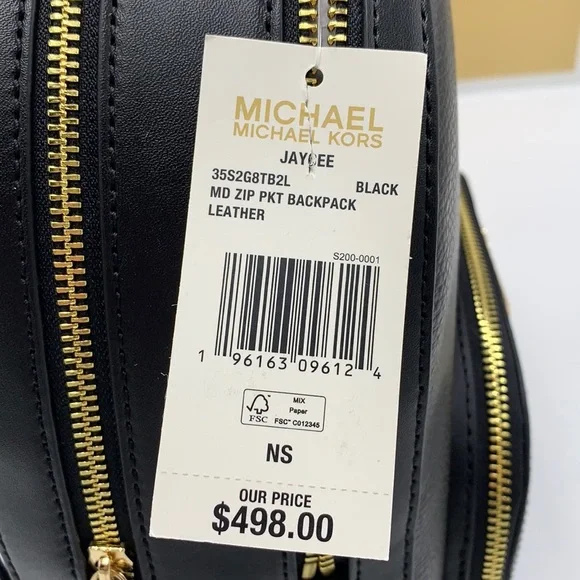 MICHAEL
MICHAEL KORS
JAYCEE
35S2G8TB2L BLACK
MD ZIP PKT BACKPACK
LEATHER
S200-0001
1 96163 09612 4
FSC
MIX
Paper
FSC™ C012345
NS
OUR PRICE
$498.00